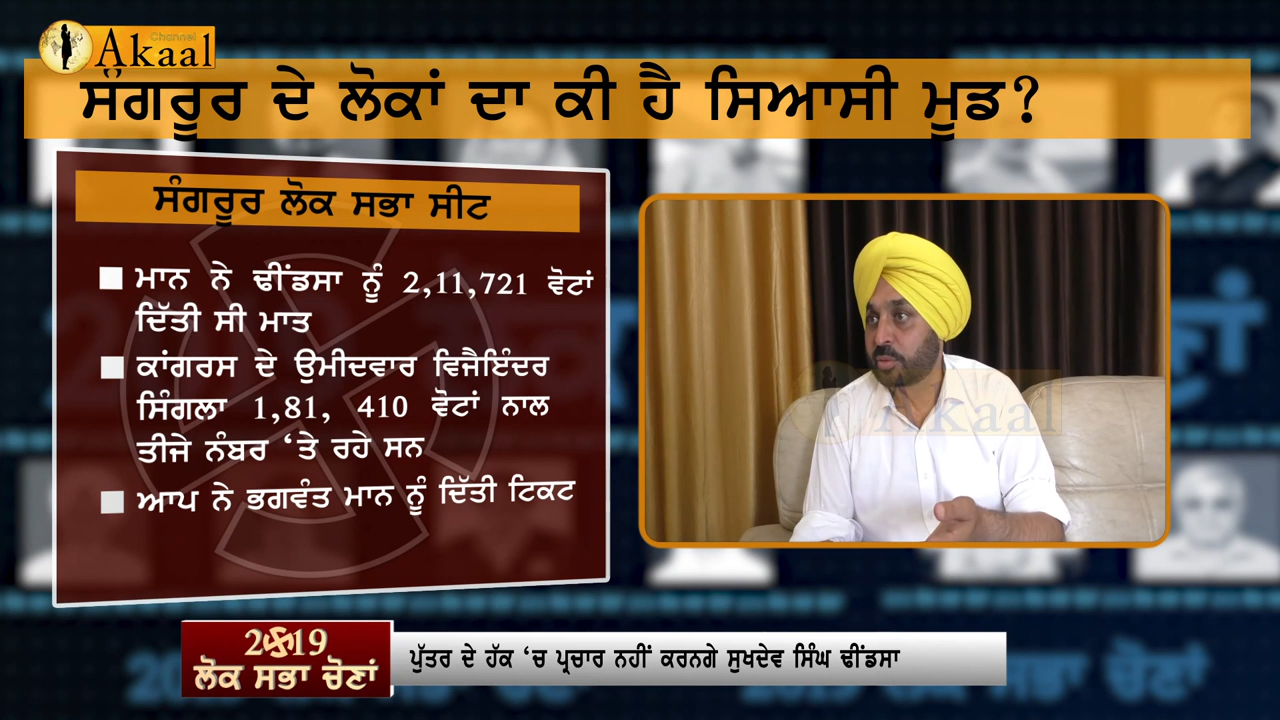 Channel
Akaal
ਸੰਗਰੂਰ ਦੇ ਲੋਕਾਂ ਦਾ ਕੀ ਹੈ ਸਿਆਸੀ ਮੂਡ?
ਸੰਗਰੂਰ ਲੋਕ ਸਭਾ ਸੀਟ
ਮਾਨ ਨੇ ਢੀਂਡਸਾ ਨੂੰ 2,11,721 ਵੋਟਾਂ
ਦਿੱਤੀ ਸੀ ਮਾਤ
ਕਾਂਗਰਸ ਦੇ ਉਮੀਦਵਾਰ ਵਿਜੈਇੰਦਰ
ਸਿੰਗਲਾ 1,81, 410 ਵੋਟਾਂ ਨਾਲ
ਤੀਜੇ ਨੰਬਰ ‘ਤੇ ਰਹੇ ਸਨ
ਆਪ ਨੇ ਭਗਵੰਤ ਮਾਨ ਨੂੰ ਦਿੱਤੀ ਟਿਕਟ
Akaal
2019
ਲੋਕ ਸਭਾ ਚੋਣਾਂ
ਪੁੱਤਰ ਦੇ ਹੱਕ ‘ਚ ਪ੍ਰਚਾਰ ਨਹੀਂ ਕਰਨਗੇ ਸੁਖਦੇਵ ਸਿੰਘ ਢੀਂਡਸਾ